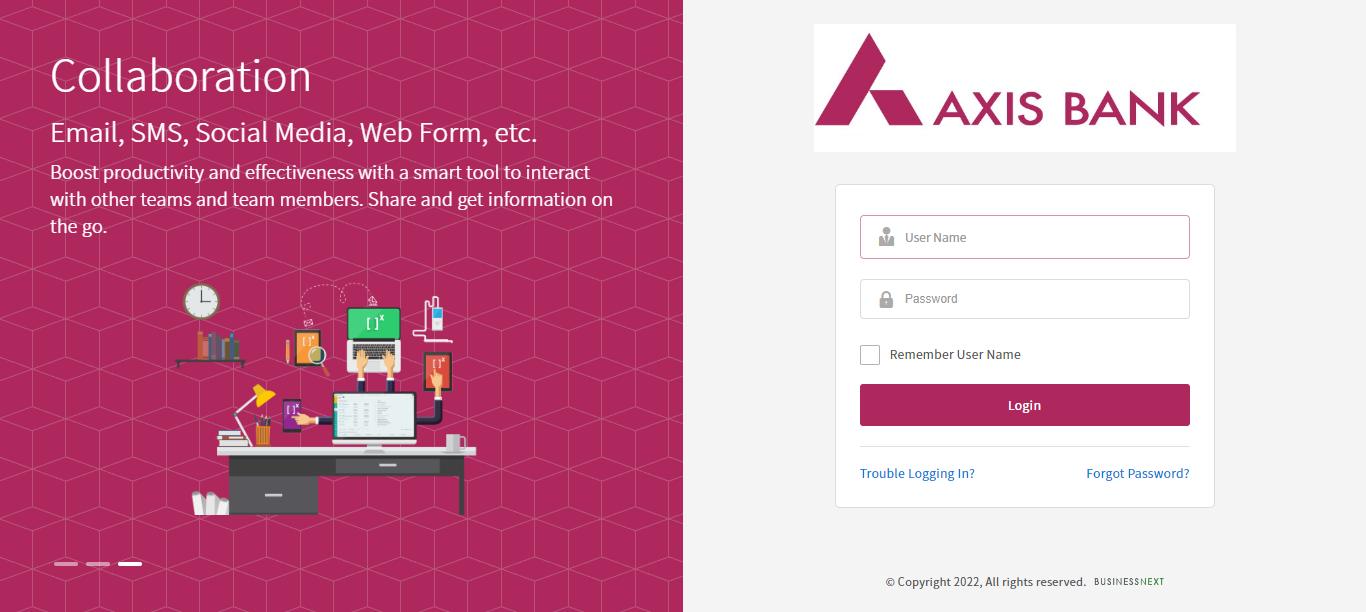 Collaboration
Email, SMS, Social Media, Web Form, etc.
Boost productivity and effectiveness with a smart tool to interact
with other teams and team members. Share and get information on
the go.
[ ]x
[ ]x
[ ]x
[ ]x
AXIS BANK
User Name
Password
Remember User Name
Login
Trouble Logging In?
Forgot Password?
© Copyright 2022, All rights reserved. BUSINESSNEXT